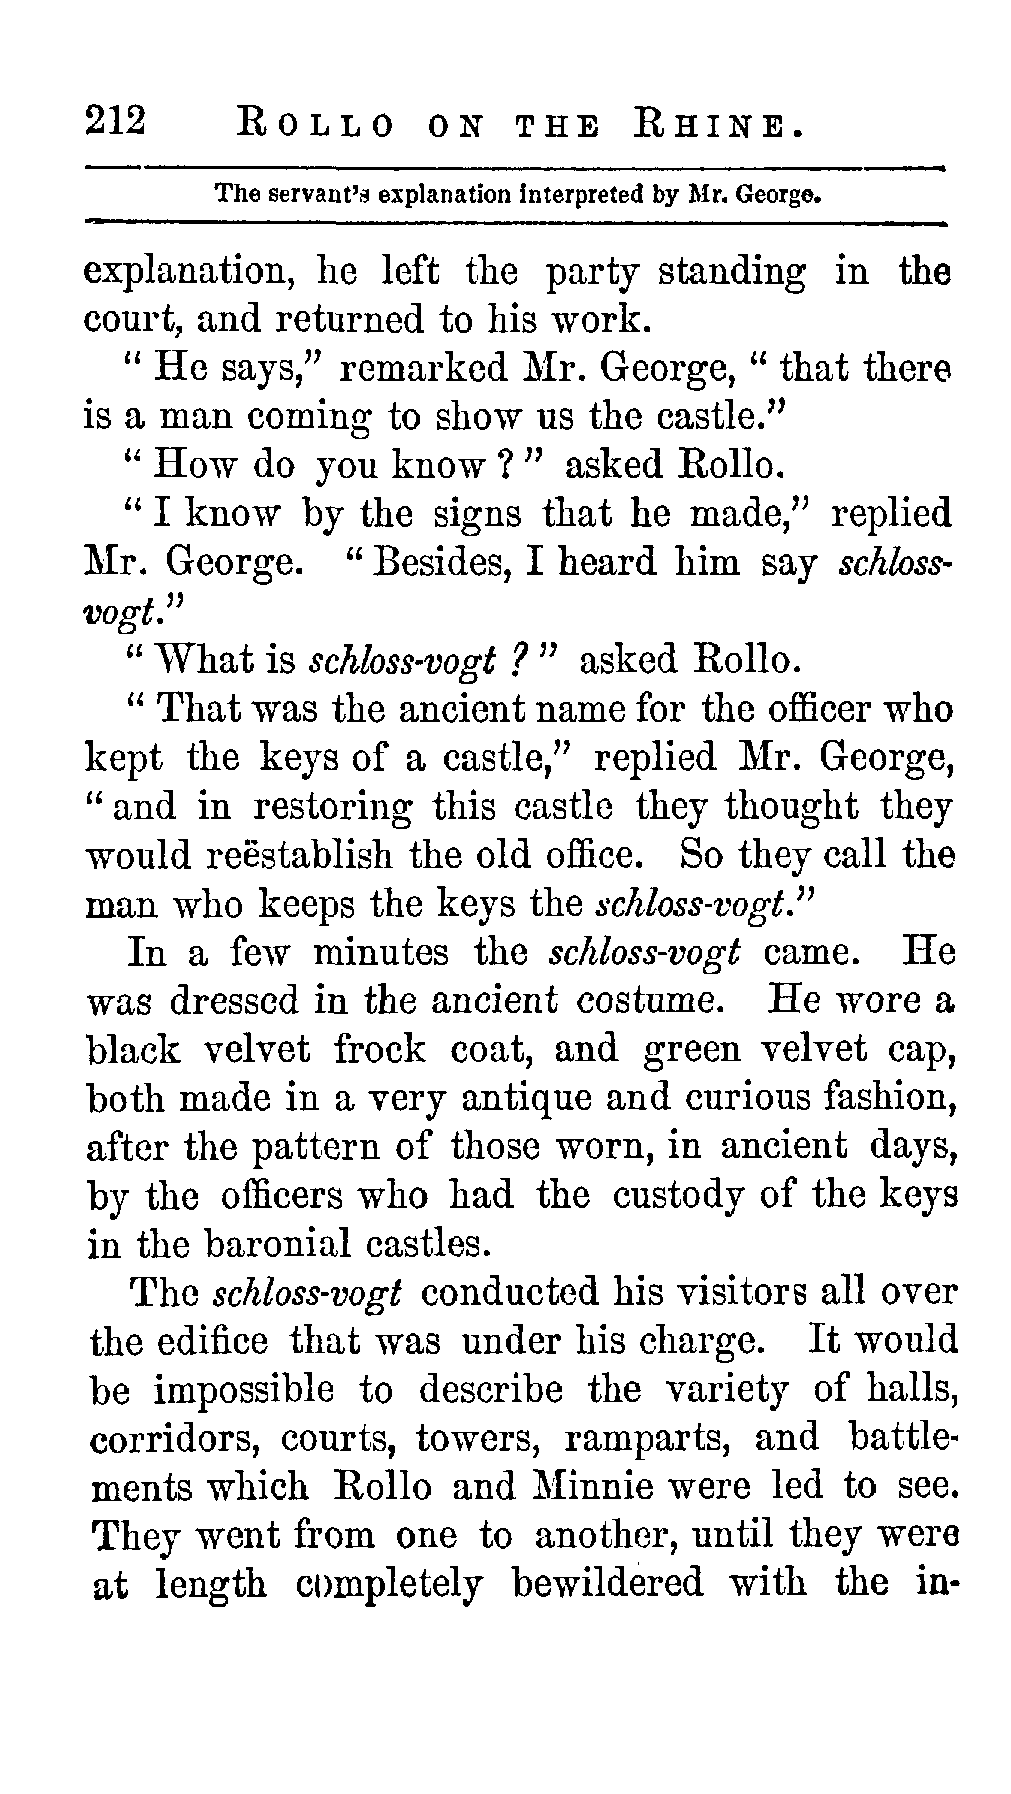 212 ROLLO ON THE RHINE.
The servant's explanation interpreted by Mr. George.
explanation, he left the party standing in the
court, and returned to his work.
“ He says,” remarked Mr. George, “ that there
is a man coming to show us the castle.”
“ How do you know ? ” asked Rollo.
“ I know by the signs that he made,” replied
Mr. George. “ Besides, I heard him say schloss-
vogt.”
“ What is schloss-vogt ? ” asked Rollo.
“ That was the ancient name for the officer who
kept the keys of a castle,” replied Mr. George,
“ and in restoring this castle they thought they
would reëstablish the old office. So they call the
man who keeps the keys the schloss-vogt.”
In a few minutes the schloss-vogt came. He
was dressed in the ancient costume. He wore a
black velvet frock coat, and green velvet cap,
both made in a very antique and curious fashion,
after the pattern of those worn, in ancient days,
by the officers who had the custody of the keys
in the baronial castles.
The schloss-vogt conducted his visitors all over
the edifice that was under his charge. It would
be impossible to describe the variety of halls,
corridors, courts, towers, ramparts, and battle-
ments which Rollo and Minnie were led to see.
They went from one to another, until they were
at length completely bewildered with the in-